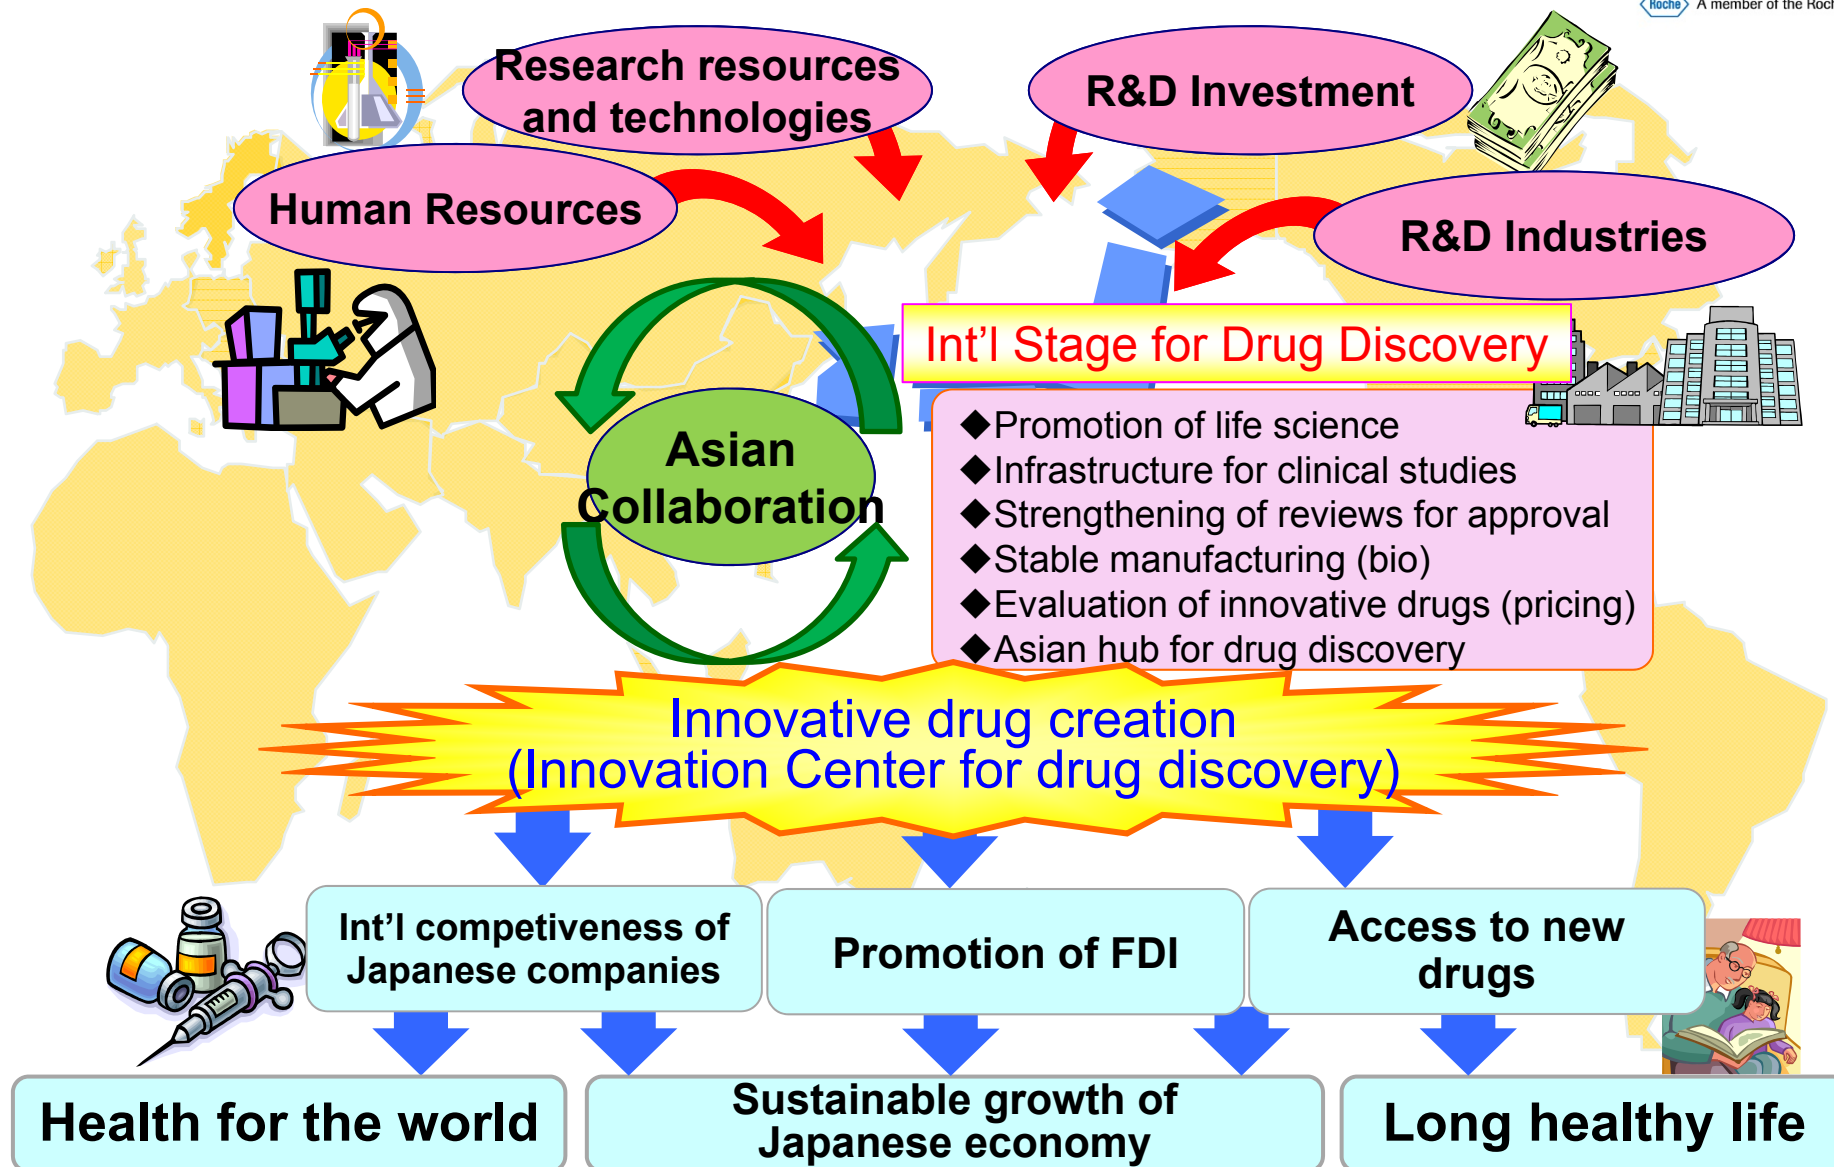 Roche A member of the Roch
Research resources
and technologies
R&D Investment
Human Resources
R&D Industries
Int'l Stage for Drug Discovery
Asian
Collaboration
◆Promotion of life science
◆Infrastructure for clinical studies
◆Strengthening of reviews for approval
◆Stable manufacturing (bio)
◆Evaluation of innovative drugs (pricing)
◆Asian hub for drug discovery
Innovative drug creation
(Innovation Center for drug discovery)
Int'l competiveness of
Japanese companies
Promotion of FDI
Access to new
drugs
Health for the world
Sustainable growth of
Japanese economy
Long healthy life